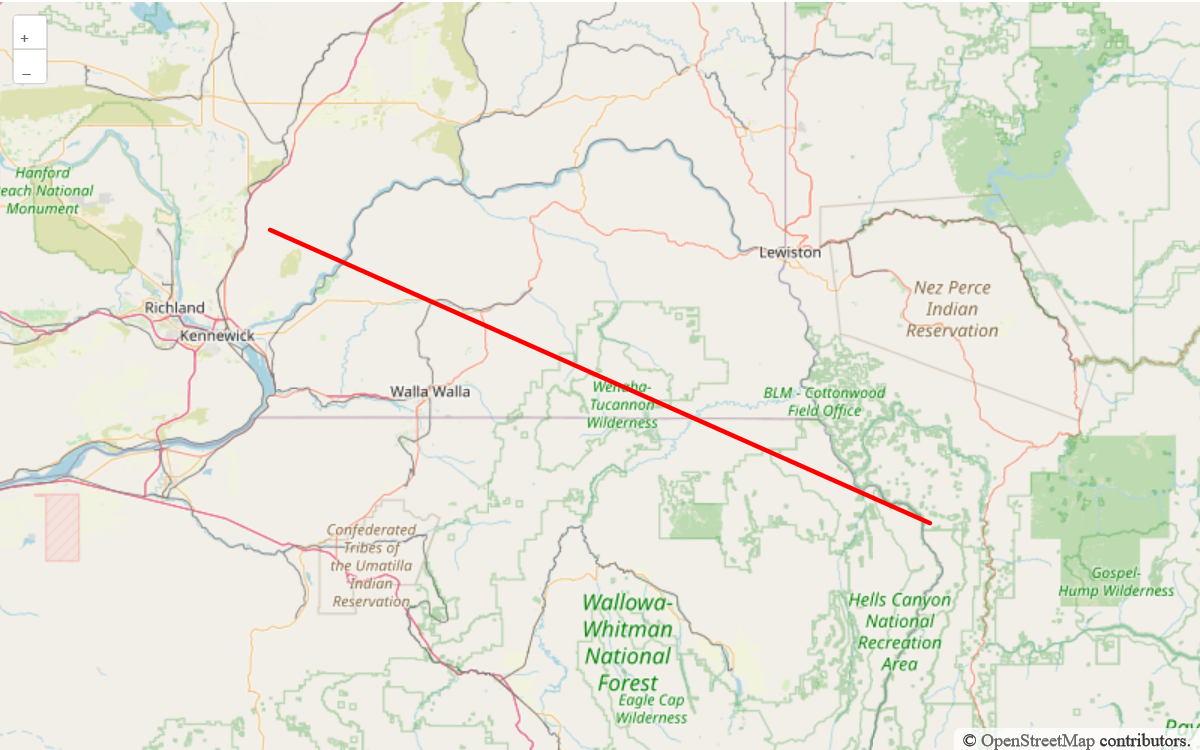 +
–
Hanford
each National
Monument
Richland
Kennewick
Walla Walla
Lewiston
Nez Perce
Indian
Reservation
Wenaha-
Tucannon
Wilderness
BLM - Cottonwood
Field Office
Confederated
Tribes of
the Umatilla
Indian
Reservation
Gospel-
Hump Wilderness
Wallowa-
Whitman
National
Forest
Eagle Cap
Wilderness
Hells Canyon
National
Recreation
Area
© OpenStreetMap contributors.